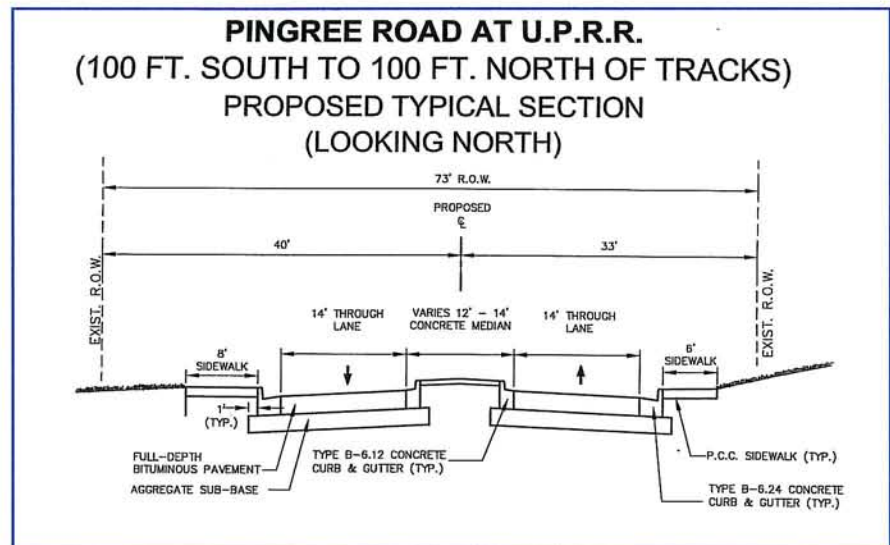 PINGREE ROAD AT U.P.R.R.
(100 FT. SOUTH TO 100 FT. NORTH OF TRACKS)
PROPOSED TYPICAL SECTION
(LOOKING NORTH)
73' R.O.W.
PROPOSED
℄
40'
33'
EXIST. R.O.W.
EXIST. R.O.W.
14' THROUGH
LANE
VARIES 12' - 14'
CONCRETE MEDIAN
14' THROUGH
LANE
8'
SIDEWALK
6'
SIDEWALK
1'
(TYP.)
FULL-DEPTH
BITUMINOUS PAVEMENT
AGGREGATE SUB-BASE
TYPE B-6.12 CONCRETE
CURB & GUTTER (TYP.)
P.C.C. SIDEWALK (TYP.)
TYPE B-6.24 CONCRETE
CURB & GUTTER (TYP.)